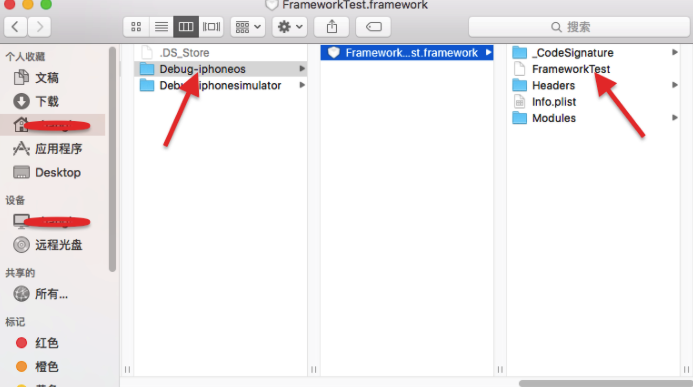 FrameworkTest.framework
搜索
个人收藏
文稿
下载
应用程序
Desktop
设备
远程光盘
共享的
所有...
标记
红色
橙色
.DS_Store
Debug-iphoneos
Debug-iphonesimulator
Framework...st.framework
_CodeSignature
FrameworkTest
Headers
Info.plist
Modules